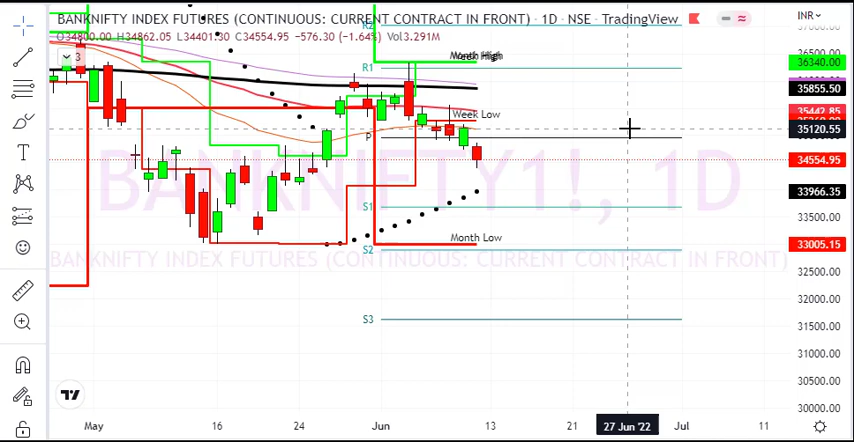 BANKNIFTY INDEX FUTURES (CONTINUOUS: CURRENT CONTRACT IN FRONT) · 1D · NSE · TradingView
O34800.00 H34862.05 L34401.30 C34554.95 -576.30 (-1.64%) Vol3.291M
INR
3
R2
Month High
R1
Week Low
P
S1
Month Low
S2
S3
BANKNIFTY1!, 1D
BANKNIFTY INDEX FUTURES (CONTINUOUS: CURRENT CONTRACT IN FRONT)
36500.00
36340.00
35855.50
35442.85
35120.55
34554.95
33966.35
33500.00
33005.15
32500.00
32000.00
31500.00
31000.00
30500.00
30000.00
May
16
24
Jun
13
21
27 Jun '22
Jul
11